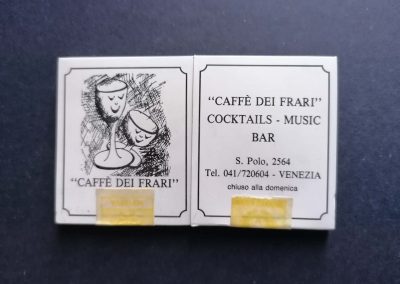 "CAFFÈ DEI FRARI"
"CAFFÈ DEI FRARI"
COCKTAILS - MUSIC
BAR
S. Polo, 2564
Tel. 041/720604 - VENEZIA
chiuso alla domenica